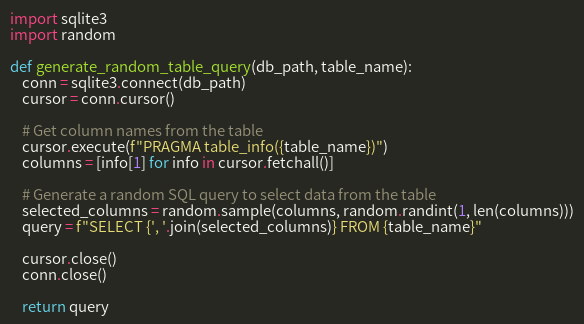 import sqlite3
import random

def generate_random_table_query(db_path, table_name):
    conn = sqlite3.connect(db_path)
    cursor = conn.cursor()

    # Get column names from the table
    cursor.execute(f"PRAGMA table_info({table_name})")
    columns = [info[1] for info in cursor.fetchall()]

    # Generate a random SQL query to select data from the table
    selected_columns = random.sample(columns, random.randint(1, len(columns)))
    query = f"SELECT {', '.join(selected_columns)} FROM {table_name}"

    cursor.close()
    conn.close()

    return query